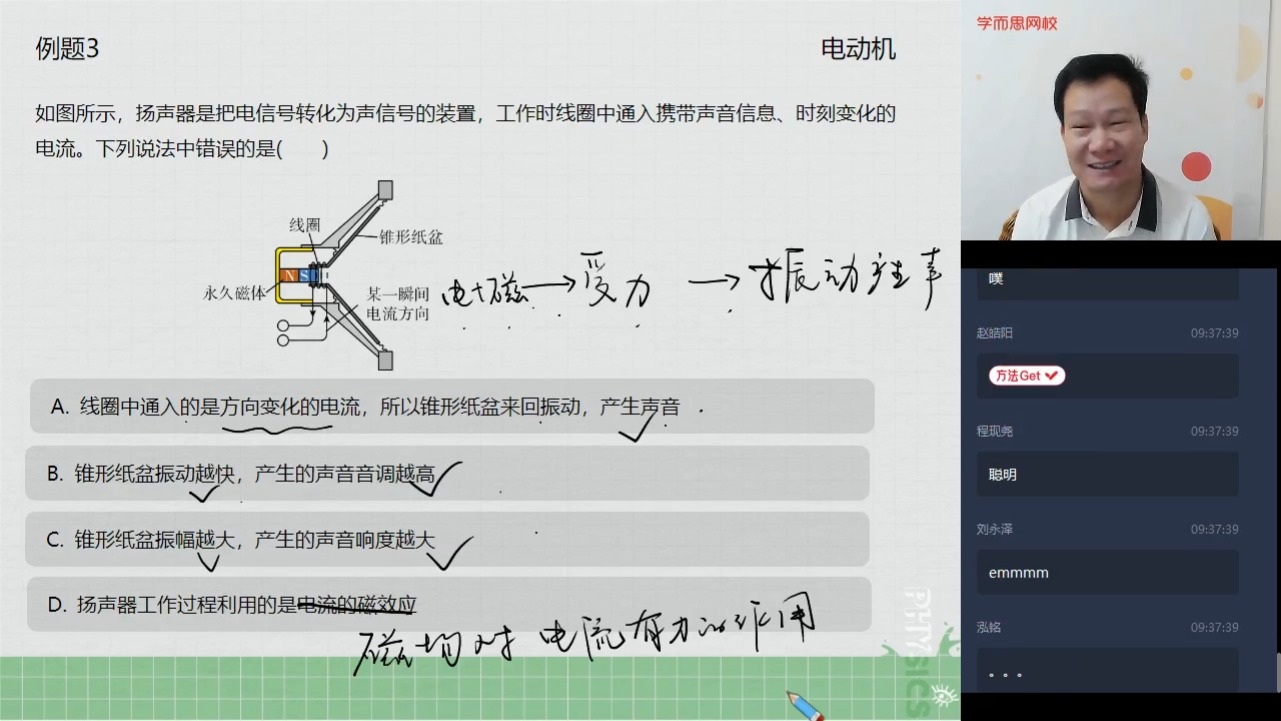 例题3
电动机
如图所示，扬声器是把电信号转化为声信号的装置，工作时线圈中通入携带声音信息、时刻变化的
电流。下列说法中错误的是(　　)
线圈
锥形纸盆
N S
永久磁体
某一瞬间
电流方向
电+磁→受力→振动产生声
A. 线圈中通入的是方向变化的电流，所以锥形纸盆来回振动，产生声音
B. 锥形纸盆振动越快，产生的声音音调越高
C. 锥形纸盆振幅越大，产生的声音响度越大
D. 扬声器工作过程利用的是电流的磁效应
磁场对电流有力的作用
PHYSICS
学而思网校
噗
赵皓阳 09:37:39
方法Get
程现尧 09:37:39
聪明
刘永泽 09:37:39
emmmm
泓铭 09:37:39
。。。